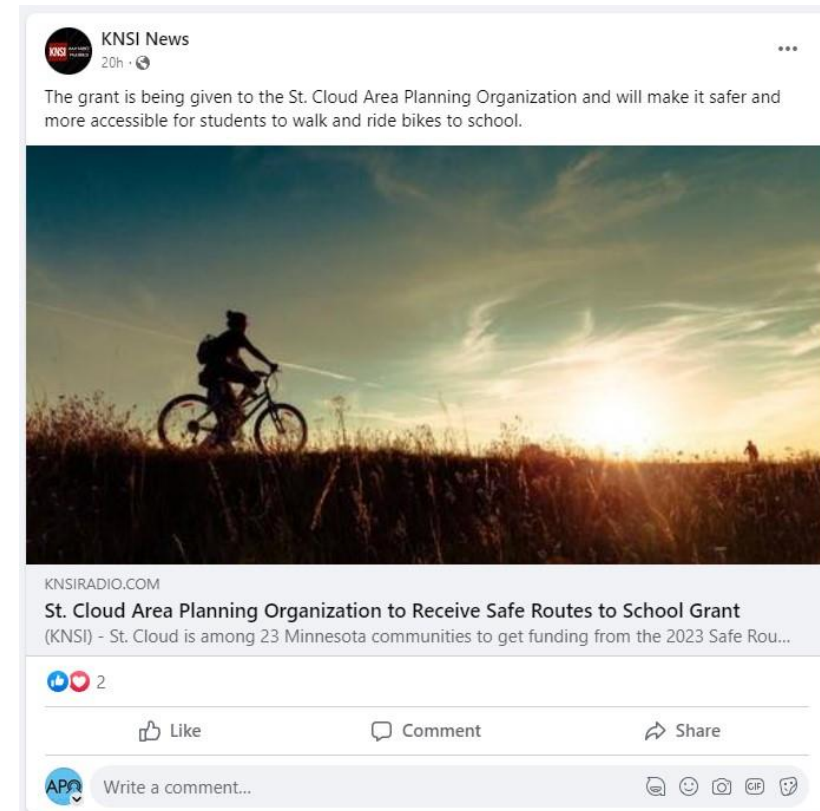 KNSI News
20h ·
The grant is being given to the St. Cloud Area Planning Organization and will make it safer and
more accessible for students to walk and ride bikes to school.
KNSIRADIO.COM
St. Cloud Area Planning Organization to Receive Safe Routes to School Grant
(KNSI) - St. Cloud is among 23 Minnesota communities to get funding from the 2023 Safe Rou...
2
Like
Comment
Share
APO
Write a comment...
GIF